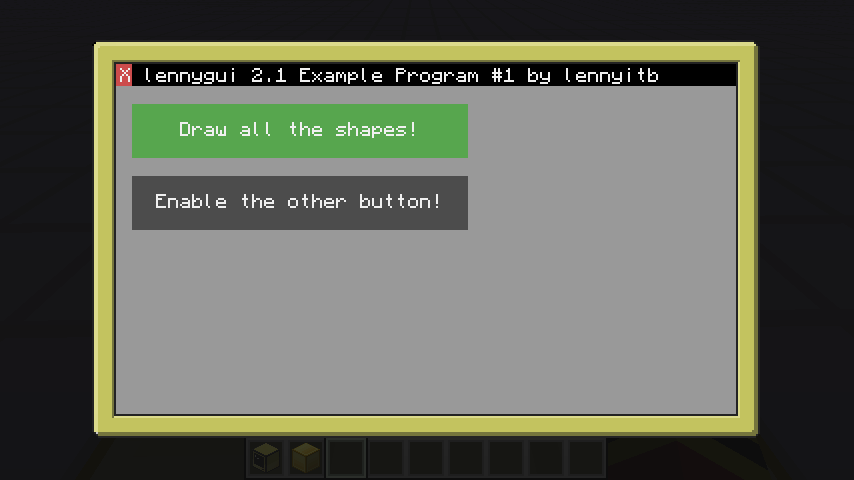 X lennygui 2.1 Example Program #1 by lennyitb
Draw all the shapes!
Enable the other button!